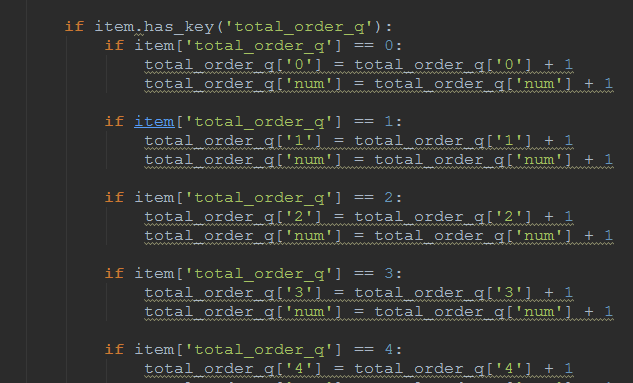 if item.has_key('total_order_q'):
if item['total_order_q'] == 0:
total_order_q['0'] = total_order_q['0'] + 1
total_order_q['num'] = total_order_q['num'] + 1
if item['total_order_q'] == 1:
total_order_q['1'] = total_order_q['1'] + 1
total_order_q['num'] = total_order_q['num'] + 1
if item['total_order_q'] == 2:
total_order_q['2'] = total_order_q['2'] + 1
total_order_q['num'] = total_order_q['num'] + 1
if item['total_order_q'] == 3:
total_order_q['3'] = total_order_q['3'] + 1
total_order_q['num'] = total_order_q['num'] + 1
if item['total_order_q'] == 4:
total_order_q['4'] = total_order_q['4'] + 1